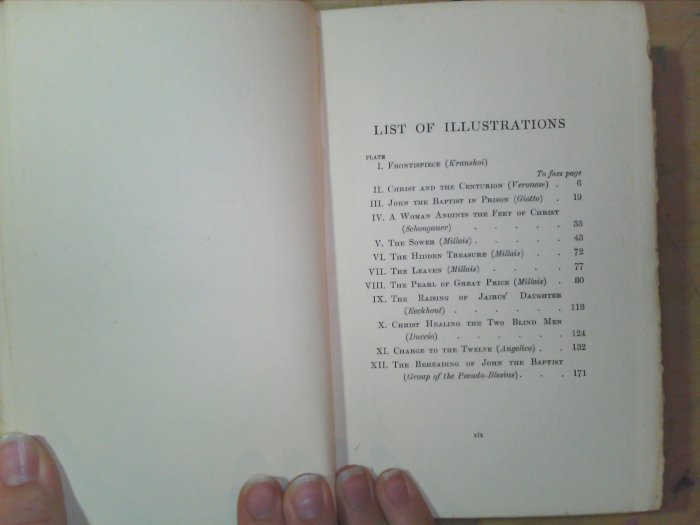 LIST OF ILLUSTRATIONS
PLATE
I. FRONTISPIECE (Kranskoi)
To face page
II. CHRIST AND THE CENTURION (Veronese) . 6
III. JOHN THE BAPTIST IN PRISON (Giotto) . 19
IV. A WOMAN ANOINTS THE FEET OF CHRIST
(Schongauer) . . . . . 35
V. THE SOWER (Millais) . . . . 43
VI. THE HIDDEN TREASURE (Millais) . . 72
VII. THE LEAVEN (Millais) . . . . 77
VIII. THE PEARL OF GREAT PRICE (Millais) . 80
IX. THE RAISING OF JAIRUS' DAUGHTER
(Eeckhout) . . . . . 118
X. CHRIST HEALING THE TWO BLIND MEN
(Duccio) . . . . . 124
XI. CHARGE TO THE TWELVE (Angelico) . . 132
XII. THE BEHEADING OF JOHN THE BAPTIST
(Group of the Pseudo-Blasius) . . . 171
xix